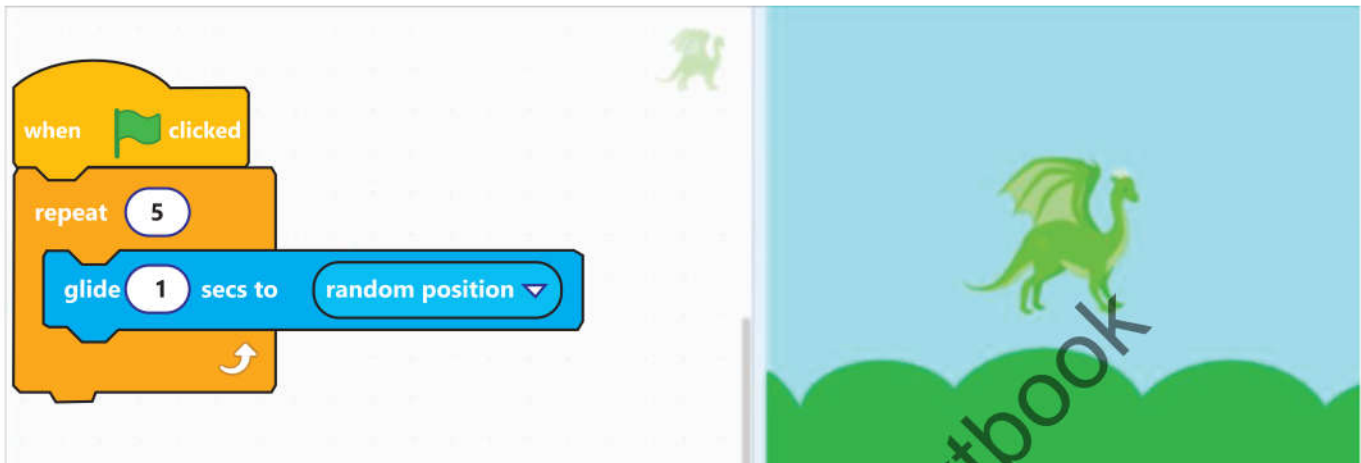 when clicked
repeat 5
glide 1 secs to random position
tbook